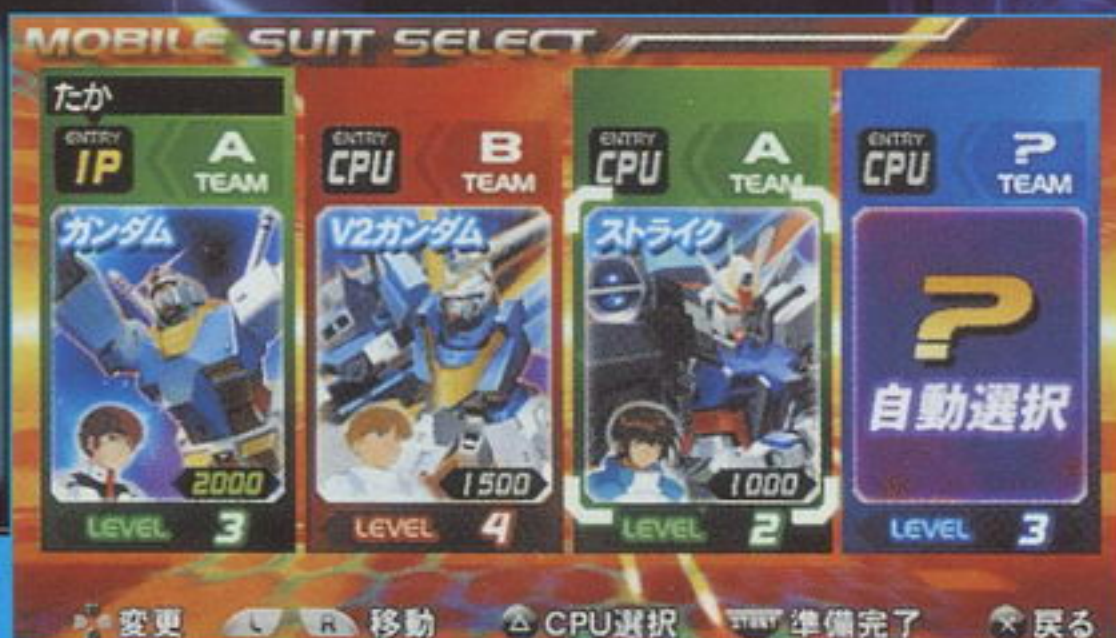 MOBILE SUIT SELECT
たか
ENTRY
1P
A
TEAM
ガンダム
2000
LEVEL 3
ENTRY
CPU
B
TEAM
V2ガンダム
1500
LEVEL 4
ENTRY
CPU
A
TEAM
ストライク
1000
LEVEL 2
ENTRY
CPU
?
TEAM
?
自動選択
LEVEL 3
変更 L R 移動 △ CPU選択 START 準備完了 × 戻る